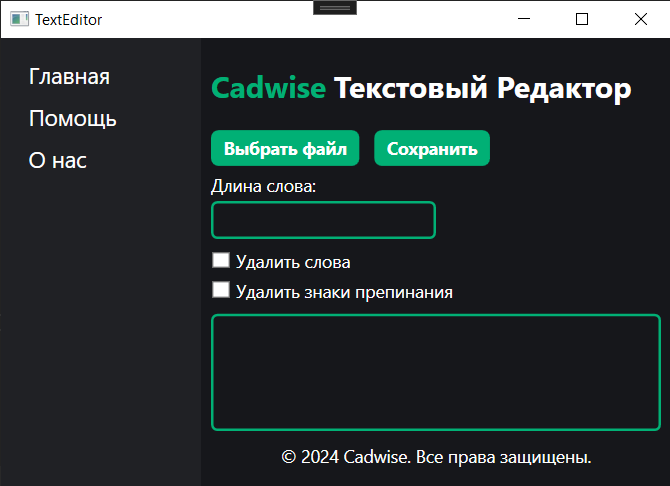 TextEditor
Главная
Помощь
О нас
Cadwise Текстовый Редактор
Выбрать файл
Сохранить
Длина слова:
Удалить слова
Удалить знаки препинания
© 2024 Cadwise. Все права защищены.